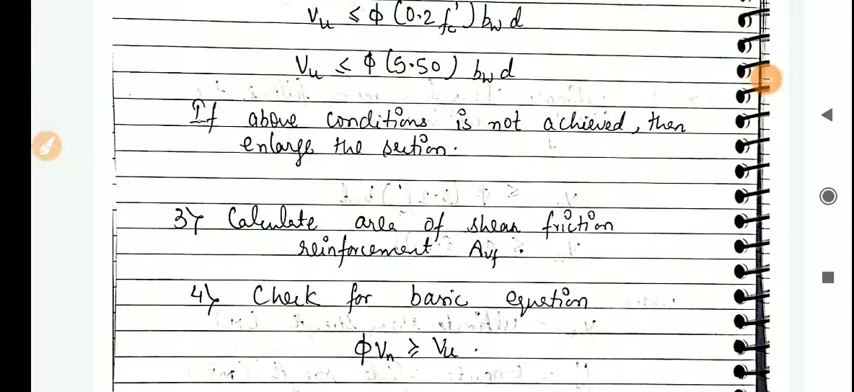 Vu ≤ ϕ (0.2 fc') bw d
Vu ≤ ϕ (5.50) bw d
If above conditions is not achieved, then
enlarge the section.
3) Calculate area of shear friction
reinforcement Avf.
4) Check for basic equation
ϕVn ≥ Vu.